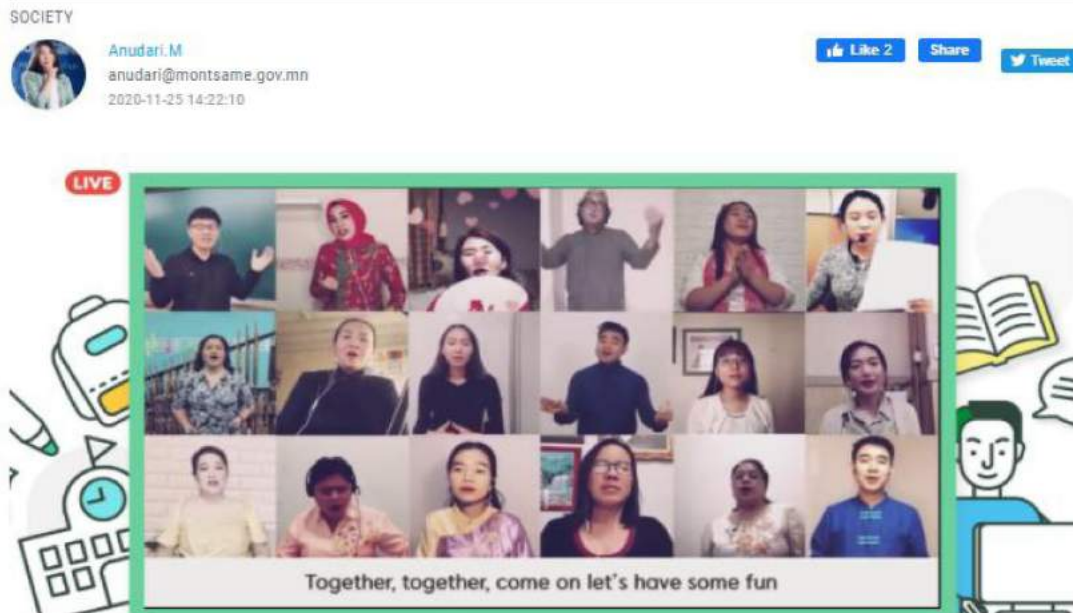 SOCIETY
Anudari.M
anudari@montsame.gov.mn
2020-11-25 14:22:10
Like 2
Share
Tweet
LIVE
Together, together, come on let's have some fun